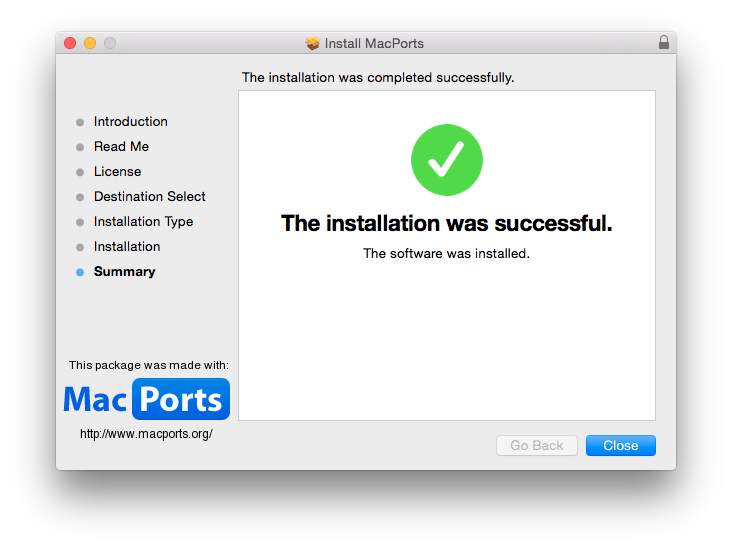 Install MacPorts
The installation was completed successfully.
Introduction
Read Me
License
Destination Select
Installation Type
Installation
Summary
The installation was successful.
The software was installed.
This package was made with:
MacPorts
http://www.macports.org/
Go Back
Close